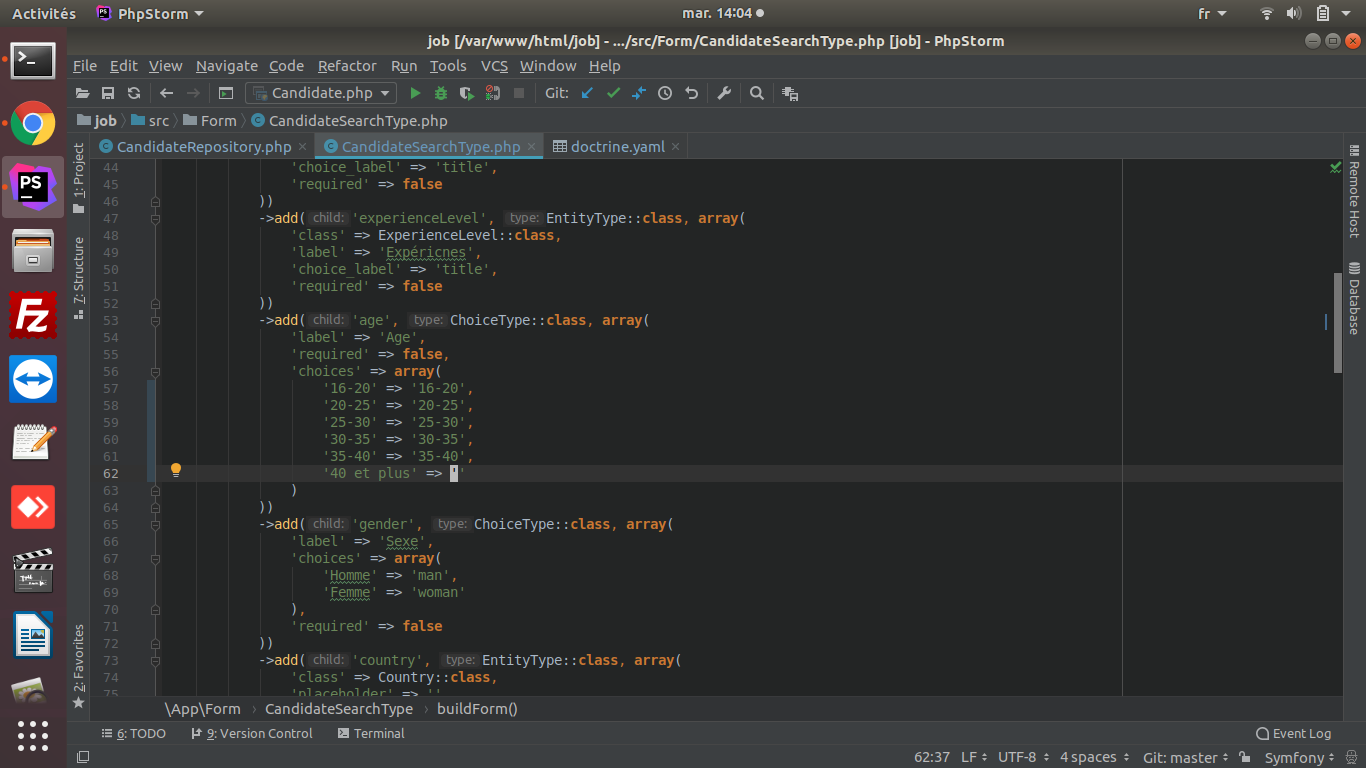 Activités PhpStorm mar. 14:04 fr
job [/var/www/html/job] - .../src/Form/CandidateSearchType.php [job] - PhpStorm
File Edit View Navigate Code Refactor Run Tools VCS Window Help
Candidate.php Git:
job src Form CandidateSearchType.php
CandidateRepository.php CandidateSearchType.php doctrine.yaml
1: Project
7: Structure
2: Favorites
Remote Host
Database
44 'choice_label' => 'title',
45 'required' => false
46 ))
47 ->add( child: 'experienceLevel', type: EntityType::class, array(
48 'class' => ExperienceLevel::class,
49 'label' => 'Expéricnes',
50 'choice_label' => 'title',
51 'required' => false
52 ))
53 ->add( child: 'age', type: ChoiceType::class, array(
54 'label' => 'Age',
55 'required' => false,
56 'choices' => array(
57 '16-20' => '16-20',
58 '20-25' => '20-25',
59 '25-30' => '25-30',
60 '30-35' => '30-35',
61 '35-40' => '35-40',
62 '40 et plus' => ''
63 )
64 ))
65 ->add( child: 'gender', type: ChoiceType::class, array(
66 'label' => 'Sexe',
67 'choices' => array(
68 'Homme' => 'man',
69 'Femme' => 'woman'
70 ),
71 'required' => false
72 ))
73 ->add( child: 'country', type: EntityType::class, array(
74 'class' => Country::class,
75 'placeholder' => ''
\App\Form › CandidateSearchType › buildForm()
6: TODO 9: Version Control Terminal Event Log
62:37 LF UTF-8 4 spaces Git: master Symfony